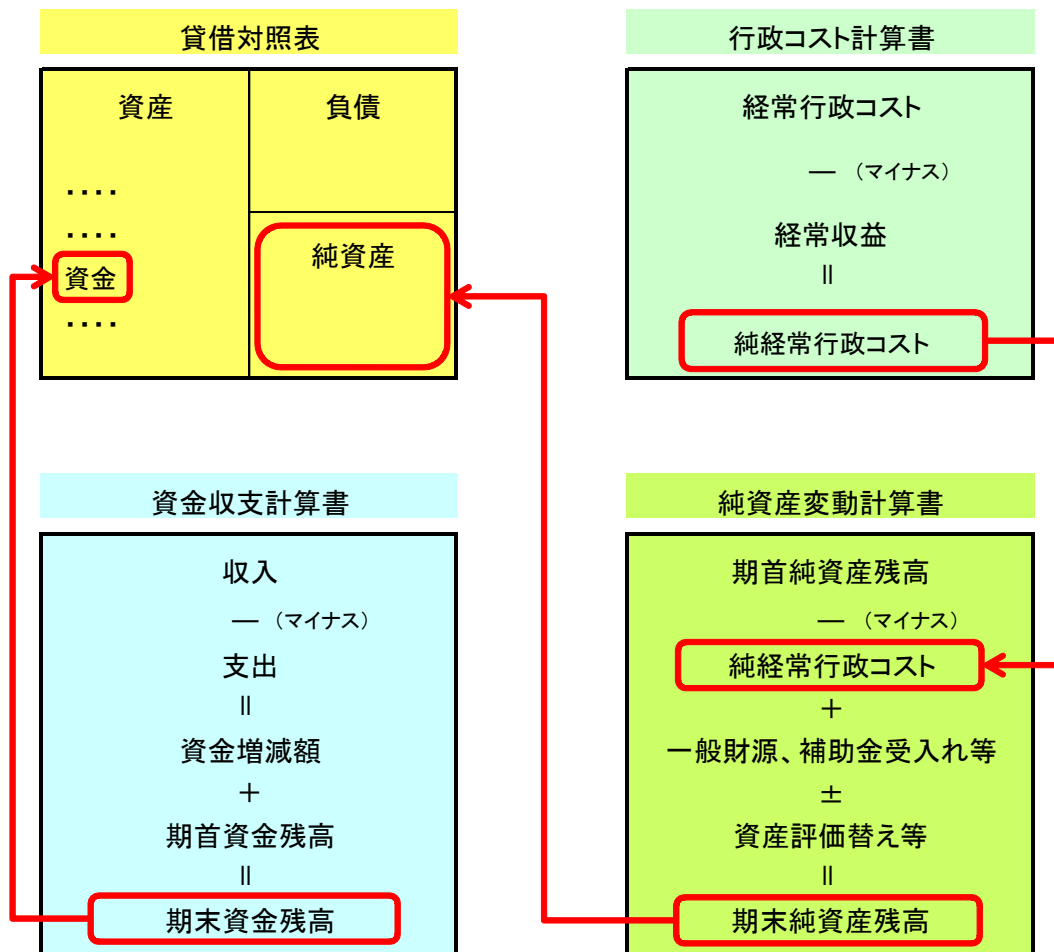 貸借対照表
資産
負債
‥‥
‥‥
資金
‥‥
純資産
行政コスト計算書
経常行政コスト
― （マイナス）
経常収益
＝
純経常行政コスト
資金収支計算書
収入
― （マイナス）
支出
＝
資金増減額
＋
期首資金残高
＝
期末資金残高
純資産変動計算書
期首純資産残高
― （マイナス）
純経常行政コスト
＋
一般財源、補助金受入れ等
±
資産評価替え等
＝
期末純資産残高